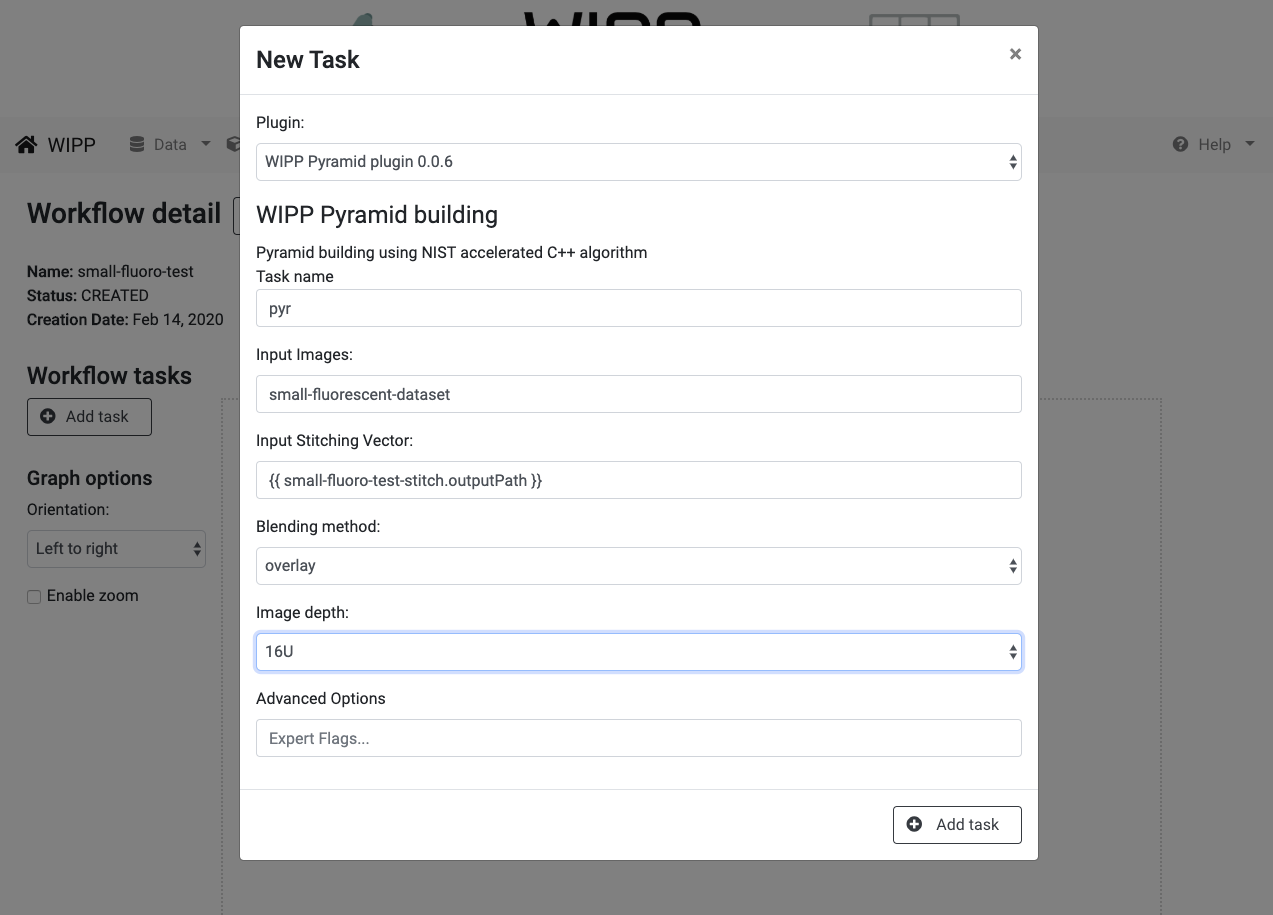 WIPP
New Task
×
Plugin:
WIPP Pyramid plugin 0.0.6
WIPP Pyramid building
Pyramid building using NIST accelerated C++ algorithm
Task name
pyr
Input Images:
small-fluorescent-dataset
Input Stitching Vector:
{{ small-fluoro-test-stitch.outputPath }}
Blending method:
overlay
Image depth:
16U
Advanced Options
Expert Flags...
Add task
WIPP
Data
Help
Workflow detail
Name: small-fluoro-test
Status: CREATED
Creation Date: Feb 14, 2020
Workflow tasks
Add task
Graph options
Orientation:
Left to right
Enable zoom